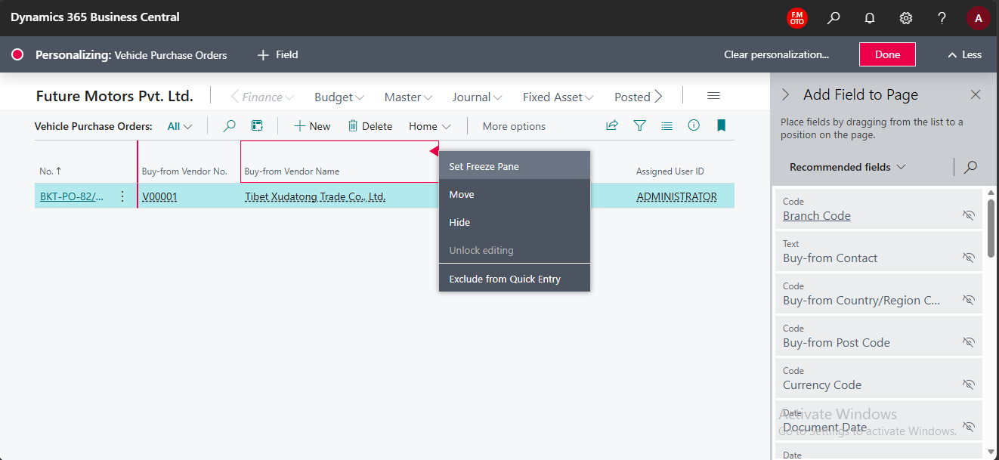 Dynamics 365 Business Central
F.M
OTO
?
A
Personalizing: Vehicle Purchase Orders
+ Field
Clear personalization...
Done
Less
Future Motors Pvt. Ltd.
Finance
Budget
Master
Journal
Fixed Asset
Posted
Vehicle Purchase Orders:
All
New
Delete
Home
More options
No. ↑
Buy-from Vendor No.
Buy-from Vendor Name
Assigned User ID
BKT-PO-82/...
V00001
Tibet Xudatong Trade Co., Ltd.
ADMINISTRATOR
Set Freeze Pane
Move
Hide
Unlock editing
Exclude from Quick Entry
Add Field to Page
Place fields by dragging from the list to a
position on the page.
Recommended fields
Code
Branch Code
Text
Buy-from Contact
Code
Buy-from Country/Region C...
Code
Buy-from Post Code
Code
Currency Code
Date
Document Date
Date
Activate Windows
Go to Settings to activate Windows.